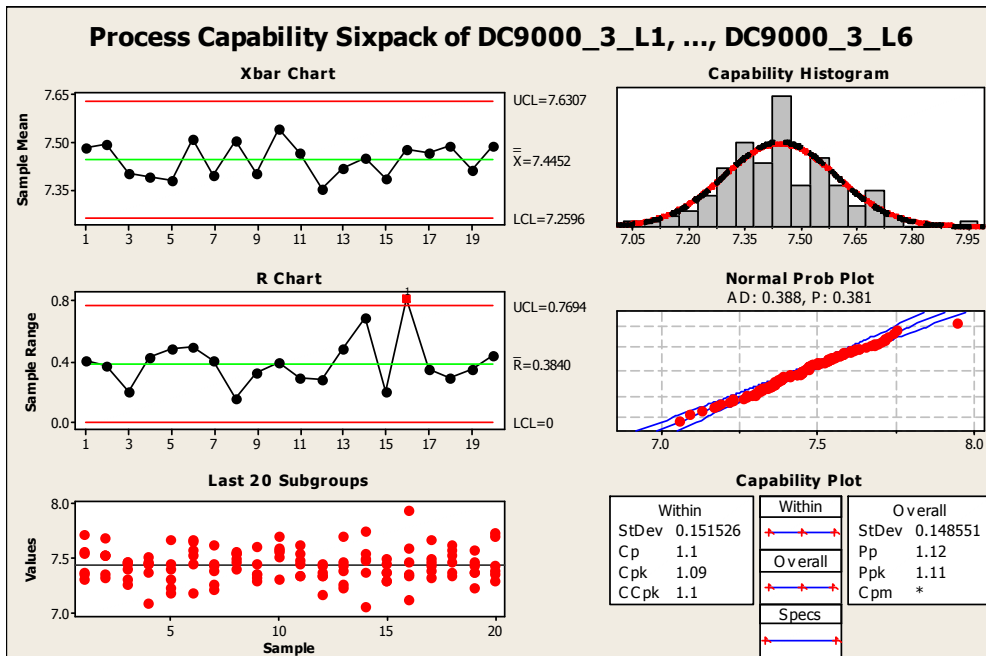 Process Capability Sixpack of DC9000_3_L1, ..., DC9000_3_L6
Xbar Chart
Sample Mean
7.65
7.50
7.35
1 3 5 7 9 11 13 15 17 19
UCL=7.6307
X=7.4452
LCL=7.2596
Capability Histogram
7.05 7.20 7.35 7.50 7.65 7.80 7.95
R Chart
Sample Range
0.8
0.4
0.0
1
1 3 5 7 9 11 13 15 17 19
UCL=0.7694
R=0.3840
LCL=0
Normal Prob Plot
AD: 0.388, P: 0.381
7.0 7.5 8.0
Last 20 Subgroups
Values
8.0
7.5
7.0
5 10 15 20
Sample
Capability Plot
Within
StDev 0.151526
Cp 1.1
Cpk 1.09
CCpk 1.1
Within
Overall
Specs
Overall
StDev 0.148551
Pp 1.12
Ppk 1.11
Cpm *